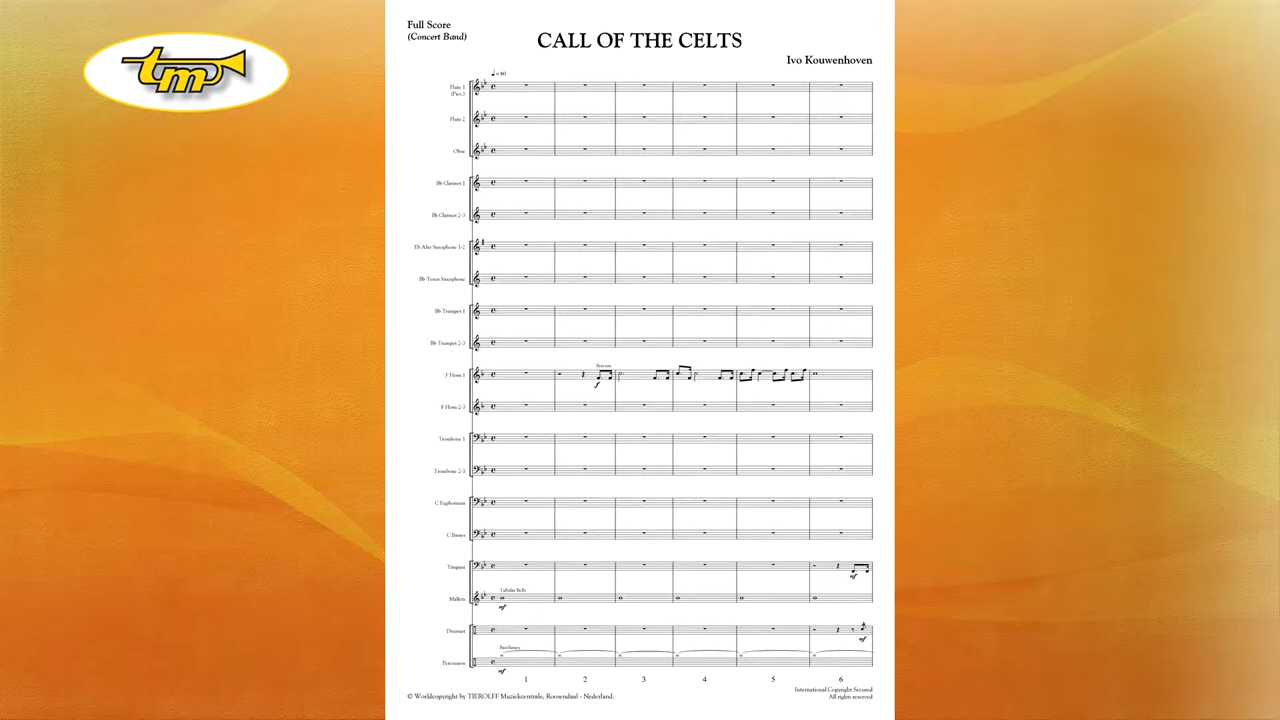 Full Score
(Concert Band)
CALL OF THE CELTS
Ivo Kouwenhoven
tm
♩ = 80
Flute 1
(Picc.)
Flute 2
Oboe
Bb Clarinet 1
Bb Clarinet 2-3
Eb Alto Saxophone 1-2
Bb Tenor Saxophone
Bb Trumpet 1
Bb Trumpet 2-3
F Horn 1
f
F Horn 2-3
Trombone 1
Trombone 2-3
C Euphonium
C Basses
Timpani
mf
Mallets
Tubular Bells
mf
Drumset
mf
Percussion
mf
1 2 3 4 5 6
© Worldcopyright by TIEROLFF Muziekcentrale, Roosendaal - Nederland.
International Copyright Secured
All rights reserved